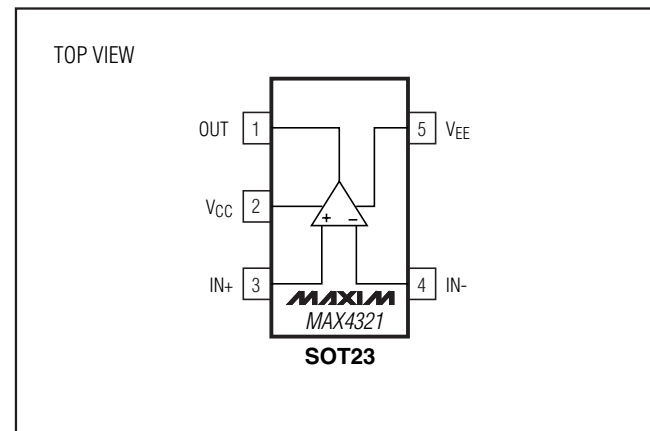 TOP VIEW
OUT 1
5 VEE
VCC 2
+ −
IN+ 3
4 IN-
MAXIM
MAX4321
SOT23